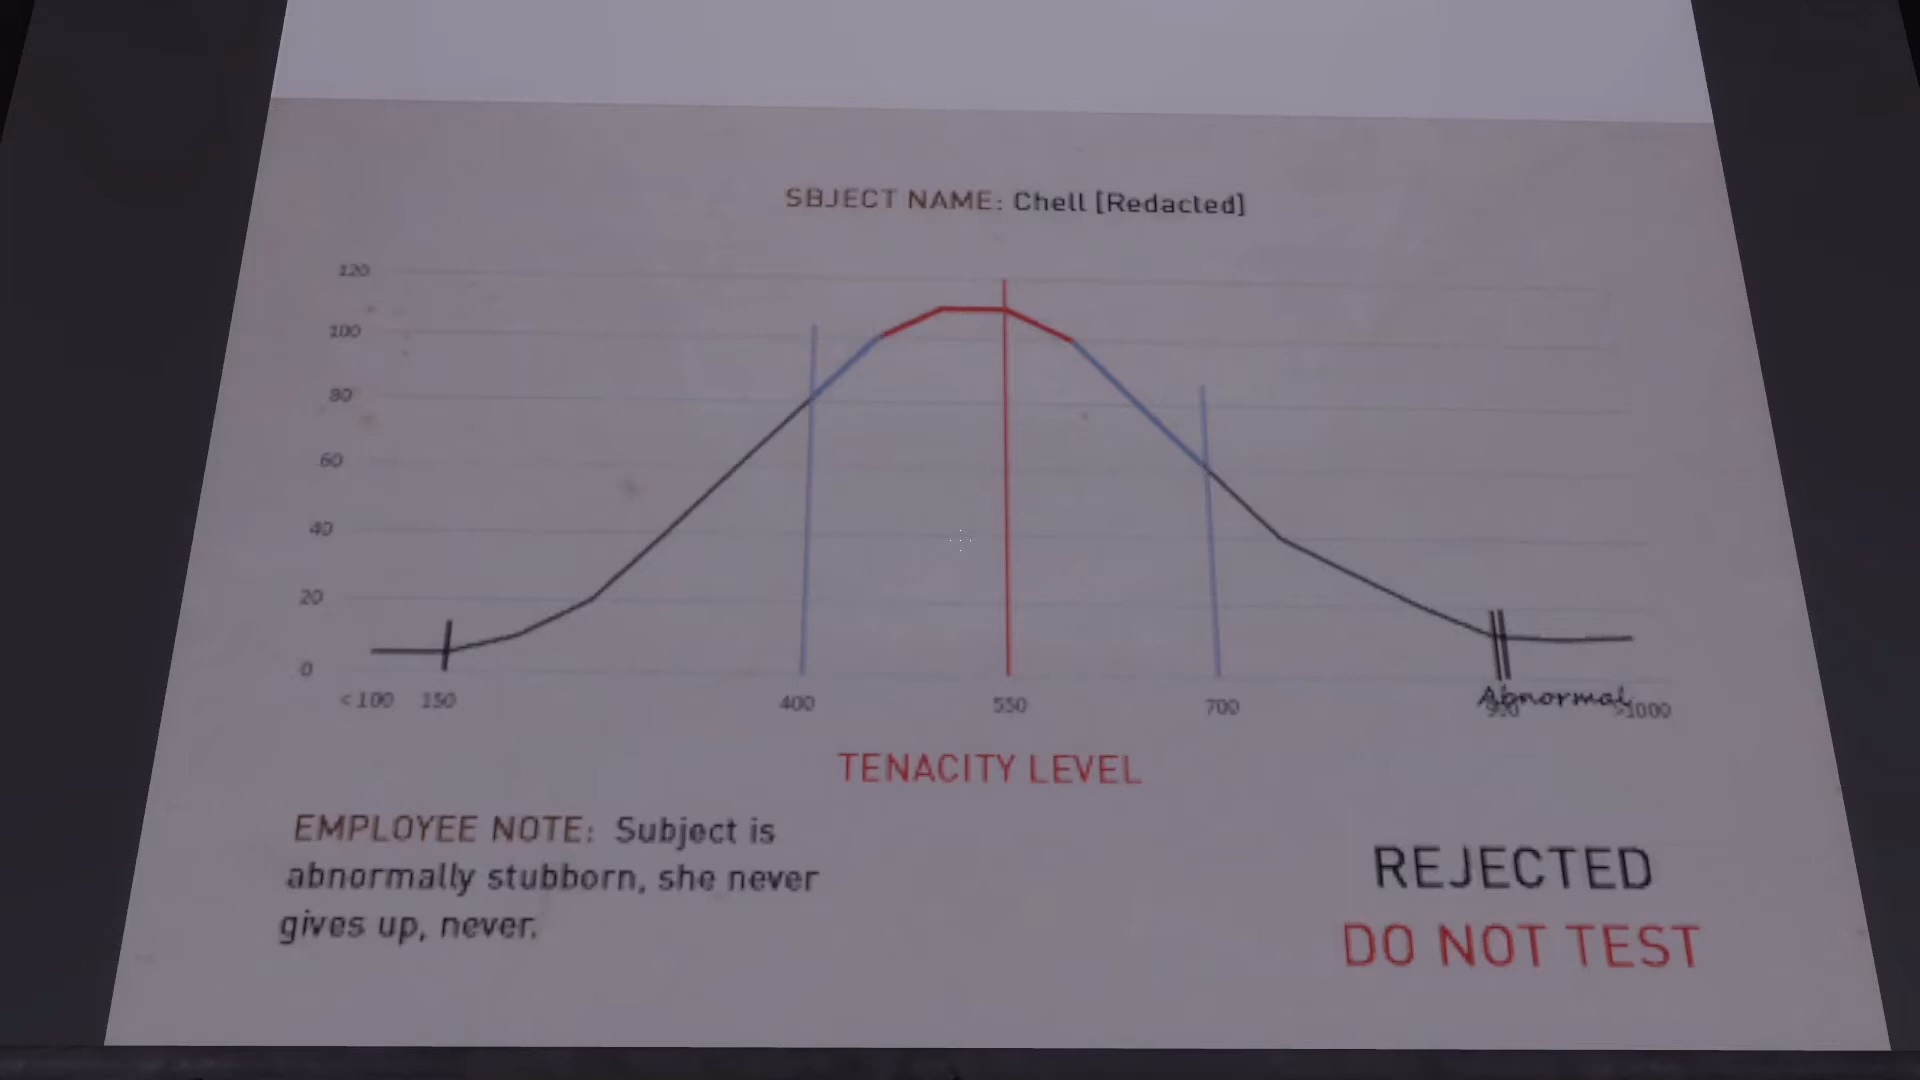 SBJECT NAME: Chell [Redacted]
120
100
80
60
40
20
0
<100 150 400 550 700 900 >1000
Abnormal
TENACITY LEVEL
EMPLOYEE NOTE: Subject is
abnormally stubborn, she never
gives up, never.
REJECTED
DO NOT TEST